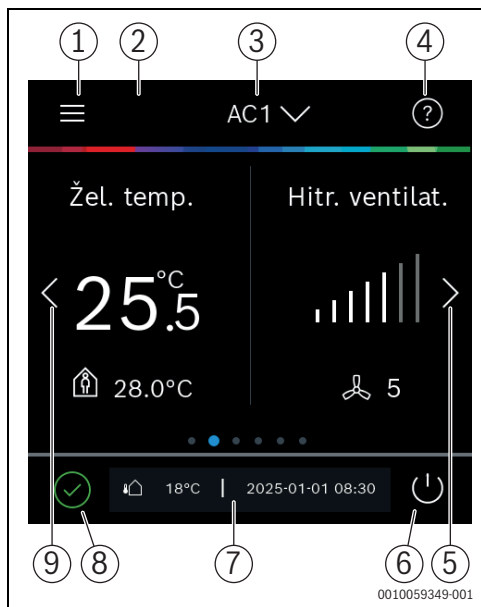 1 2 3 4
AC1 ?
Žel. temp. Hitr. ventilat.
25.5 °C
28.0°C 5
18°C | 2025-01-01 08:30
9 8 7 6 5
0010059349-001